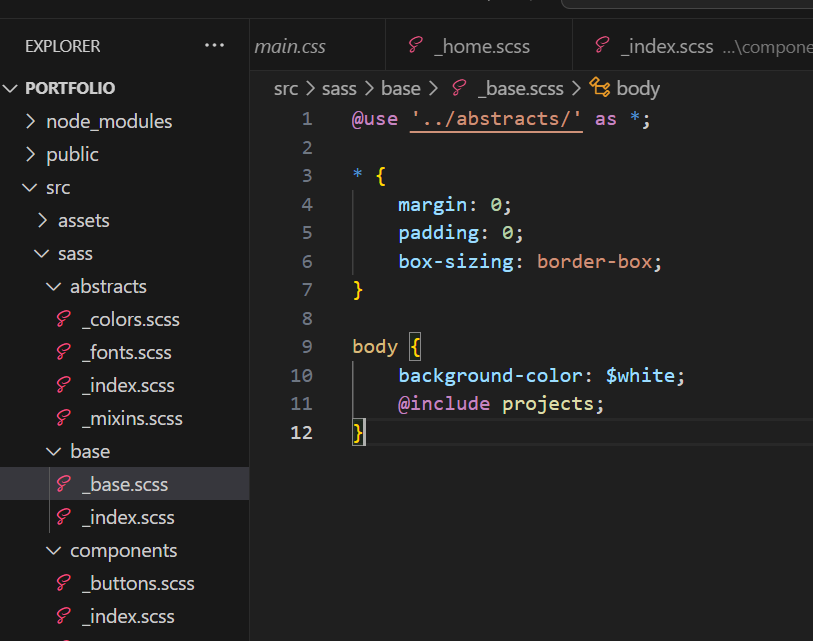 EXPLORER ···
main.css _home.scss _index.scss ...\compone
PORTFOLIO
node_modules
public
src
assets
sass
abstracts
_colors.scss
_fonts.scss
_index.scss
_mixins.scss
base
_base.scss
_index.scss
components
_buttons.scss
_index.scss
src > sass > base > _base.scss > body
1 @use '../abstracts/' as *;
2
3 * {
4 margin: 0;
5 padding: 0;
6 box-sizing: border-box;
7 }
8
9 body {
10 background-color: $white;
11 @include projects;
12 }